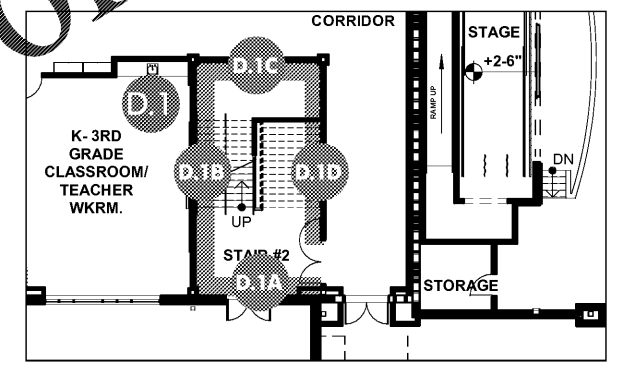 CORRIDOR
STAGE
+2-6"
RAMP UP
D.1C
D.1
K- 3RD
GRADE
CLASSROOM/
TEACHER
WKRM.
D.1B
D.1D
DN
UP
STAIR #2
D.1A
STORAGE